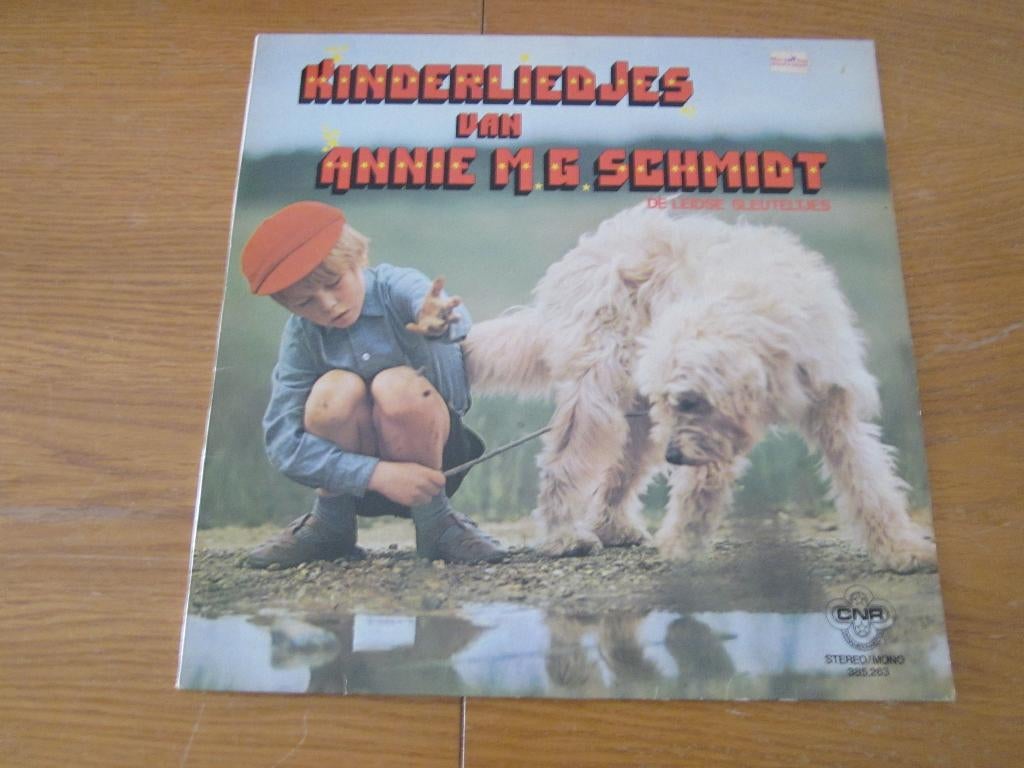 KINDERLIEDJES
VAN
ANNIE M.G. SCHMIDT
DE LEIDSE SLEUTELTJES
CNR
STEREO/MONO
385.263